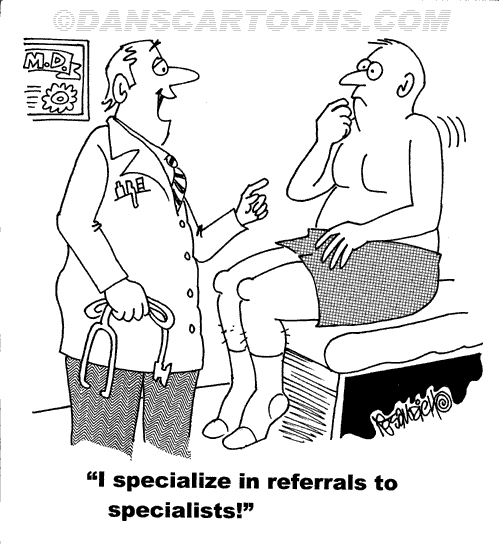 ©DANSCARTOONS.COM
M.D.
“I specialize in referrals to
specialists!”